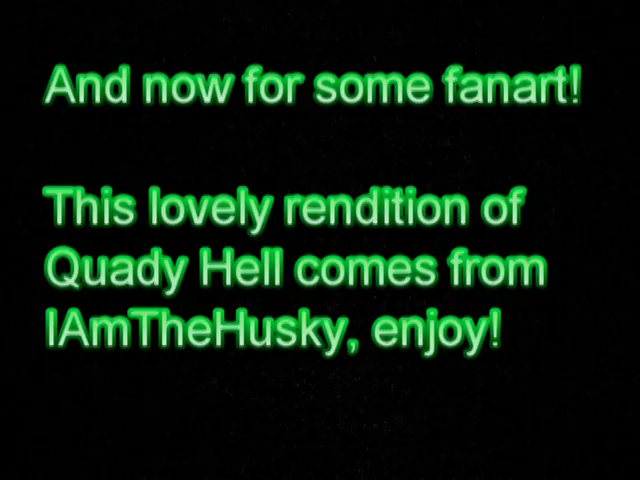 And now for some fanart!
This lovely rendition of
Quady Hell comes from
IAmTheHusky, enjoy!